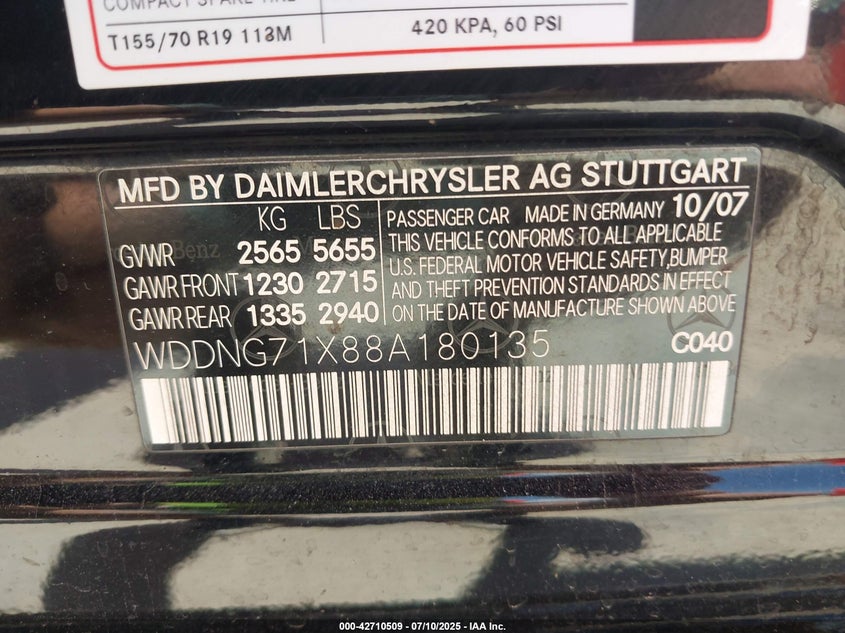 COMPACT SPARE TIRE
T155/70 R19 113M 420 KPA, 60 PSI
MFD BY DAIMLERCHRYSLER AG STUTTGART
KG LBS
GVWR 2565 5655
GAWR FRONT 1230 2715
GAWR REAR 1335 2940
PASSENGER CAR MADE IN GERMANY 10/07
THIS VEHICLE CONFORMS TO ALL APPLICABLE
U.S. FEDERAL MOTOR VEHICLE SAFETY,BUMPER
AND THEFT PREVENTION STANDARDS IN EFFECT
ON THE DATE OF MANUFACTURE SHOWN ABOVE
WDDNG71X88A180135 C040
000-42710509 - 07/10/2025 - IAA Inc.